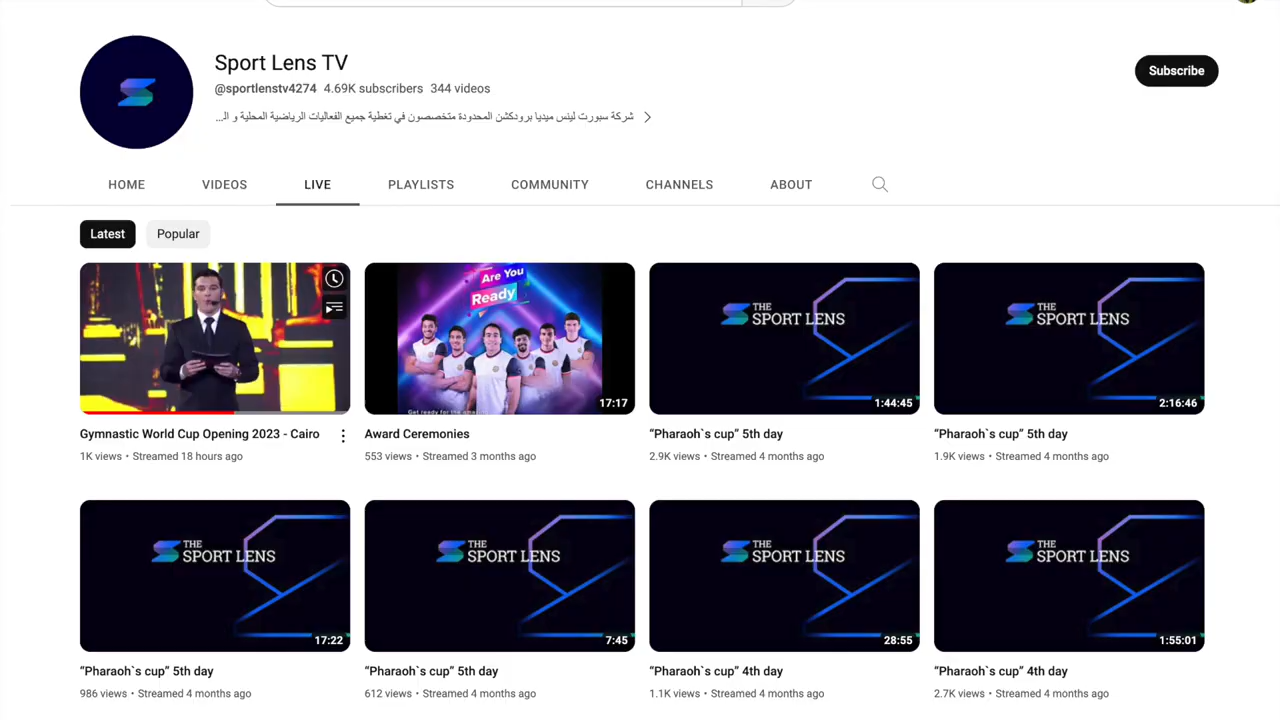 Sport Lens TV
@sportlenstv4274 4.69K subscribers 344 videos
شركة سبورت لينس ميديا برودكشن المحدودة متخصصون في تغطية جميع الفعاليات الرياضية المحلية و الـ...
Subscribe
HOME VIDEOS LIVE PLAYLISTS COMMUNITY CHANNELS ABOUT
Latest Popular
Are You
Ready
THE
SPORT LENS
THE
SPORT LENS
17:17 1:44:45 2:16:46
Gymnastic World Cup Opening 2023 - Cairo
1K views • Streamed 18 hours ago
Award Ceremonies
553 views • Streamed 3 months ago
“Pharaoh`s cup” 5th day
2.9K views • Streamed 4 months ago
“Pharaoh`s cup” 5th day
1.9K views • Streamed 4 months ago
THE
SPORT LENS
THE
SPORT LENS
THE
SPORT LENS
THE
SPORT LENS
17:22 7:45 28:55 1:55:01
“Pharaoh`s cup” 5th day
986 views • Streamed 4 months ago
“Pharaoh`s cup” 5th day
612 views • Streamed 4 months ago
“Pharaoh`s cup” 4th day
1.1K views • Streamed 4 months ago
“Pharaoh`s cup” 4th day
2.7K views • Streamed 4 months ago